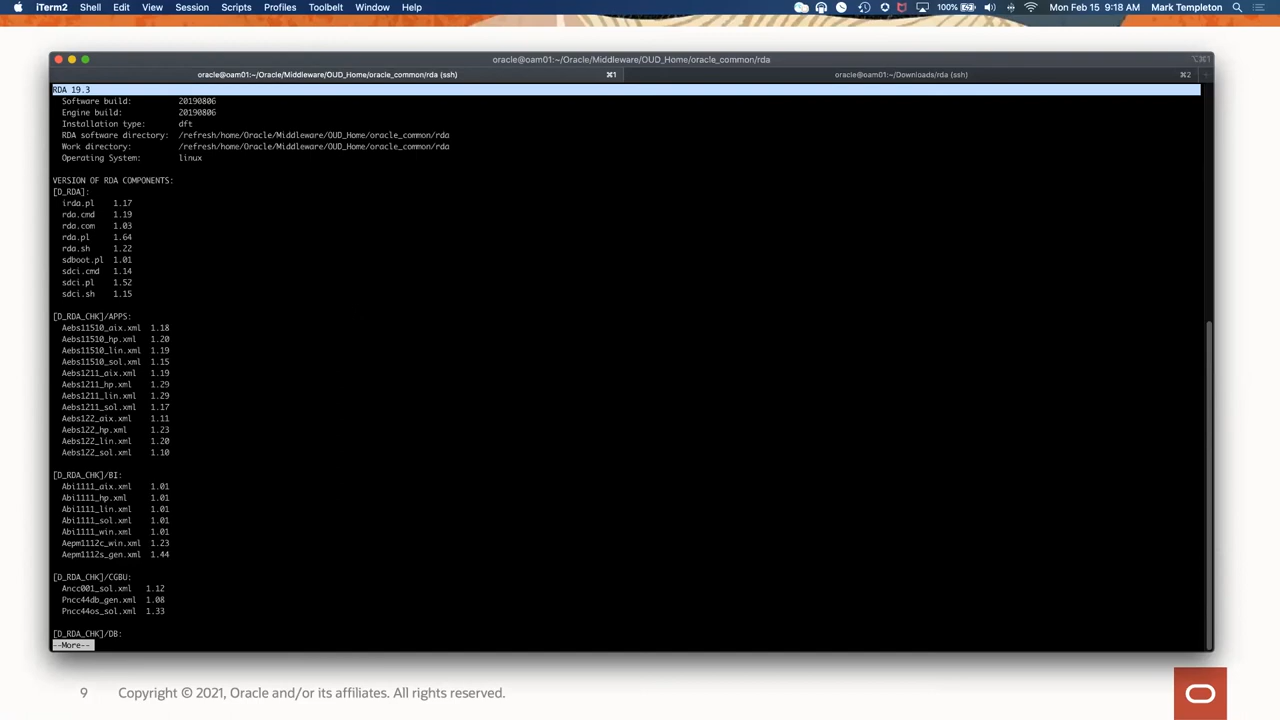 iTerm2 Shell Edit View Session Scripts Profiles Toolbelt Window Help 100% Mon Feb 15 9:18 AM Mark Templeton
oracle@oam01:~/Oracle/Middleware/OUD_Home/oracle_common/rda ⌥⌘1
oracle@oam01:~/Oracle/Middleware/OUD_Home/oracle_common/rda (ssh) ⌘1 oracle@oam01:~/Downloads/rda (ssh) ⌘2 +
RDA 19.3
Software build: 20190806
Engine build: 20190806
Installation type: dft
RDA software directory: /refresh/home/Oracle/Middleware/OUD_Home/oracle_common/rda
Work directory: /refresh/home/Oracle/Middleware/OUD_Home/oracle_common/rda
Operating System: linux
VERSION OF RDA COMPONENTS:
[D_RDA]:
irda.pl 1.17
rda.cmd 1.19
rda.com 1.03
rda.pl 1.64
rda.sh 1.22
sdboot.pl 1.01
sdci.cmd 1.14
sdci.pl 1.52
sdci.sh 1.15
[D_RDA_CHK]/APPS:
Aebs11510_aix.xml 1.18
Aebs11510_hp.xml 1.20
Aebs11510_lin.xml 1.19
Aebs11510_sol.xml 1.15
Aebs1211_aix.xml 1.19
Aebs1211_hp.xml 1.29
Aebs1211_lin.xml 1.29
Aebs1211_sol.xml 1.17
Aebs122_aix.xml 1.11
Aebs122_hp.xml 1.23
Aebs122_lin.xml 1.20
Aebs122_sol.xml 1.10
[D_RDA_CHK]/BI:
Abi1111_aix.xml 1.01
Abi1111_hp.xml 1.01
Abi1111_lin.xml 1.01
Abi1111_sol.xml 1.01
Abi1111_win.xml 1.01
Aepm1112c_win.xml 1.23
Aepm1112s_gen.xml 1.44
[D_RDA_CHK]/CGBU:
Ancc001_sol.xml 1.12
Pncc44db_gen.xml 1.08
Pncc44os_sol.xml 1.33
[D_RDA_CHK]/DB:
--More--
9 Copyright © 2021, Oracle and/or its affiliates. All rights reserved.